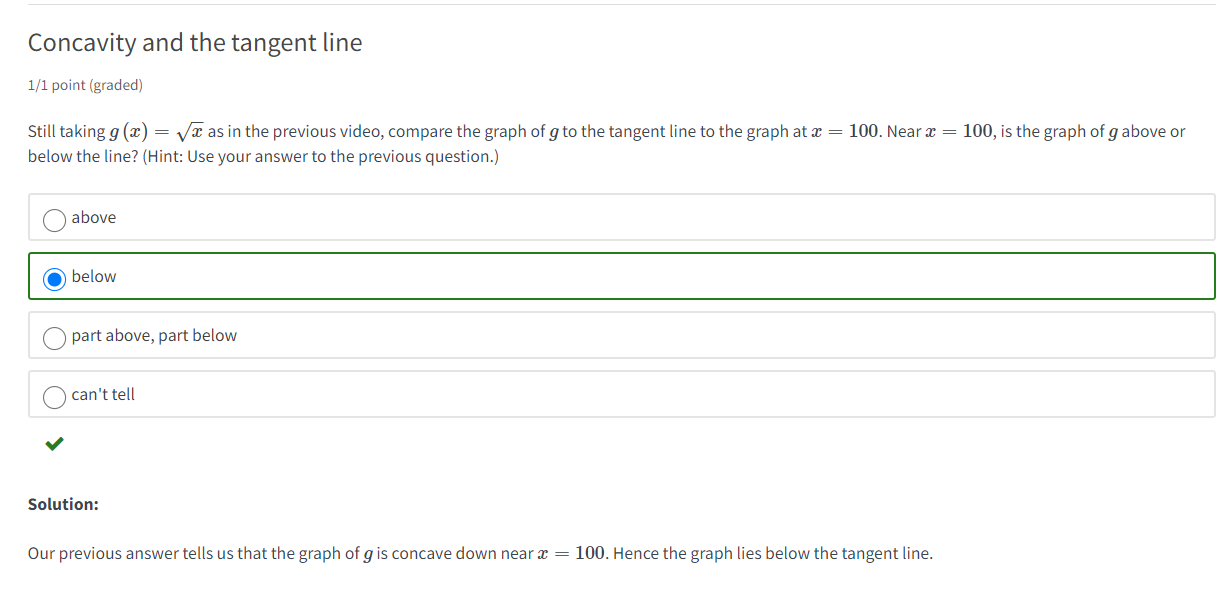 Concavity and the tangent line
1/1 point (graded)
Still taking g (x) = √x as in the previous video, compare the graph of g to the tangent line to the graph at x = 100. Near x = 100, is the graph of g above or
below the line? (Hint: Use your answer to the previous question.)
above
below
part above, part below
can't tell
Solution:
Our previous answer tells us that the graph of g is concave down near x = 100. Hence the graph lies below the tangent line.